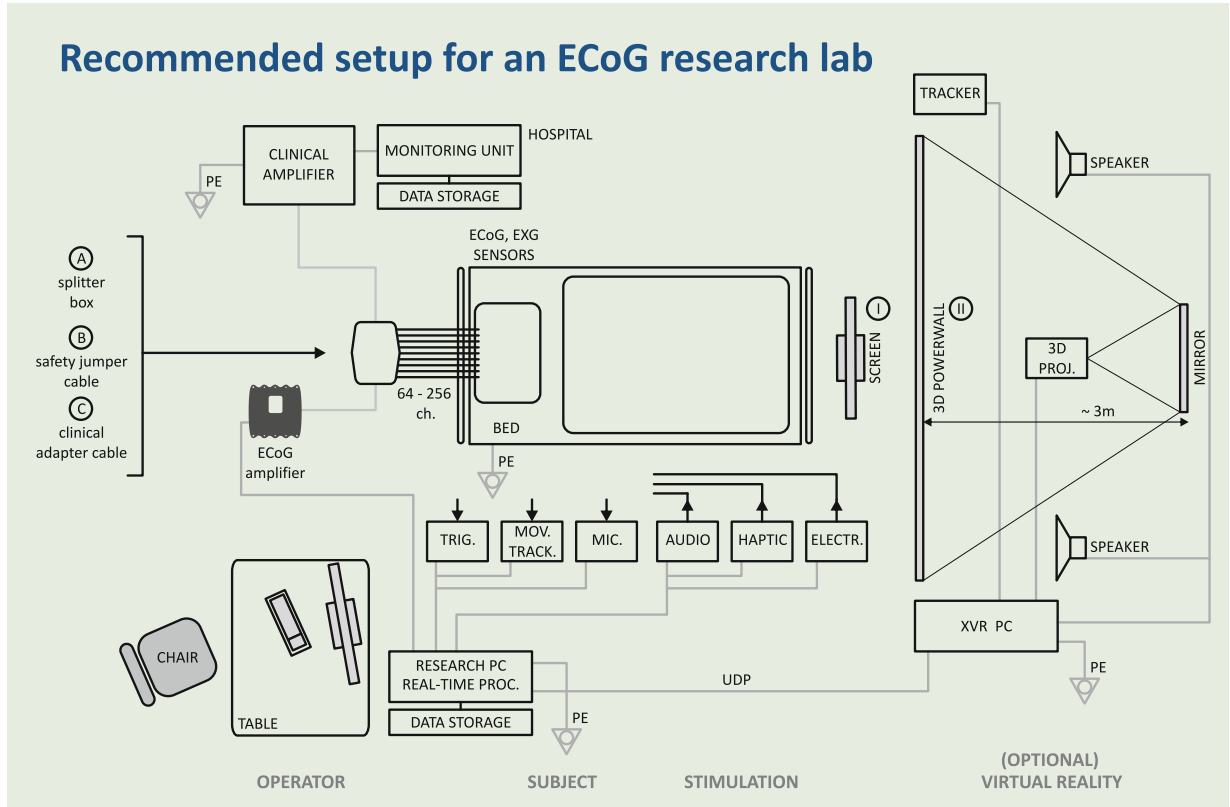 Recommended setup for an ECoG research lab
TRACKER
HOSPITAL
CLINICAL
AMPLIFIER
MONITORING UNIT
DATA STORAGE
PE
SPEAKER
ECoG, EXG
SENSORS
A
splitter
box
B
safety jumper
cable
C
clinical
adapter cable
64 - 256
ch.
ECoG
amplifier
BED
PE
I
SCREEN
II
3D POWERWALL
3D
PROJ.
MIRROR
~ 3m
TRIG.
MOV.
TRACK.
MIC.
AUDIO
HAPTIC
ELECTR.
SPEAKER
CHAIR
TABLE
RESEARCH PC
REAL-TIME PROC.
DATA STORAGE
PE
UDP
XVR PC
PE
OPERATOR
SUBJECT
STIMULATION
(OPTIONAL)
VIRTUAL REALITY